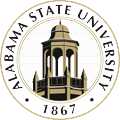 ALABAMA STATE UNIVERSITY
• 1867 •